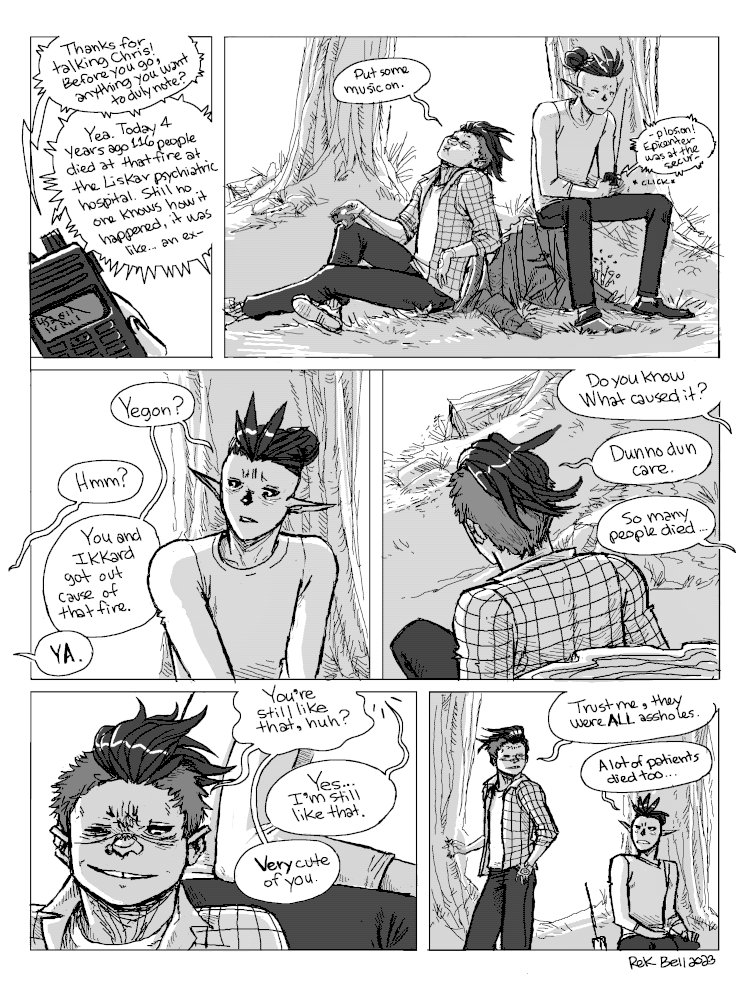 Thanks for
talking Chris!
Before you go,
anything you want
to duly note?
Yea. Today 4
years ago 116 people
died at that fire at
the Liskar psychiatric
hospital. Still no
one knows how it
happened, it was
like... an ex-
Put some
music on.
-plosion!
Epicenter
was at the
secur-
*CLICK*
Yegon?
Hmm?
You and
Ikkard
got out
cause of
that fire.
YA.
Do you know
What caused it?
Dunno dun
care.
So many
people died...
You're
still like
that, huh?
Yes...
I'm still
like that.
Very cute
of you.
Trust me, they
were ALL assholes.
A lot of patients
died too...
Rek Bell 2023